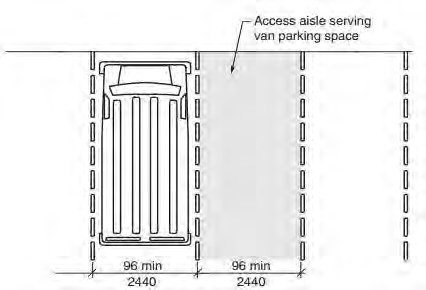 Access aisle serving
van parking space
96 min
2440
96 min
2440